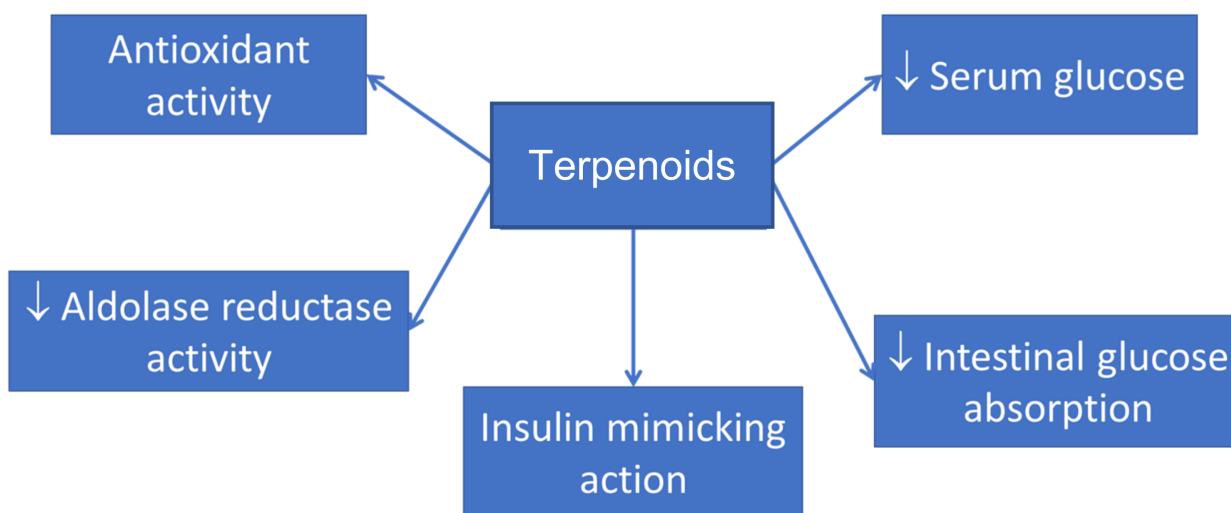 Antioxidant
activity
↓ Serum glucose
Terpenoids
↓ Aldolase reductase
activity
↓ Intestinal glucose
absorption
Insulin mimicking
action